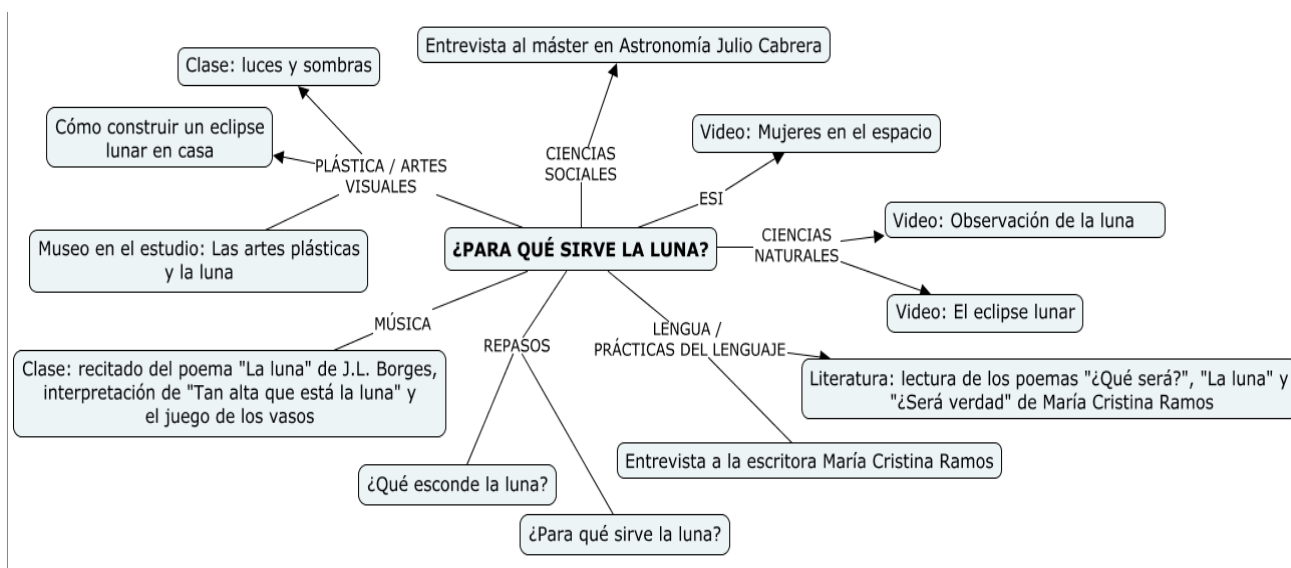 Entrevista al máster en Astronomía Julio Cabrera
Clase: luces y sombras
Cómo construir un eclipse
lunar en casa
PLÁSTICA / ARTES
VISUALES
Museo en el estudio: Las artes plásticas
y la luna
CIENCIAS
SOCIALES
Video: Mujeres en el espacio
ESI
¿PARA QUÉ SIRVE LA LUNA?
CIENCIAS
NATURALES
Video: Observación de la luna
Video: El eclipse lunar
MÚSICA
Clase: recitado del poema "La luna" de J.L. Borges,
interpretación de "Tan alta que está la luna" y
el juego de los vasos
REPASOS
¿Qué esconde la luna?
¿Para qué sirve la luna?
LENGUA /
PRÁCTICAS DEL LENGUAJE
Literatura: lectura de los poemas "¿Qué será?", "La luna" y
"¿Será verdad" de María Cristina Ramos
Entrevista a la escritora María Cristina Ramos